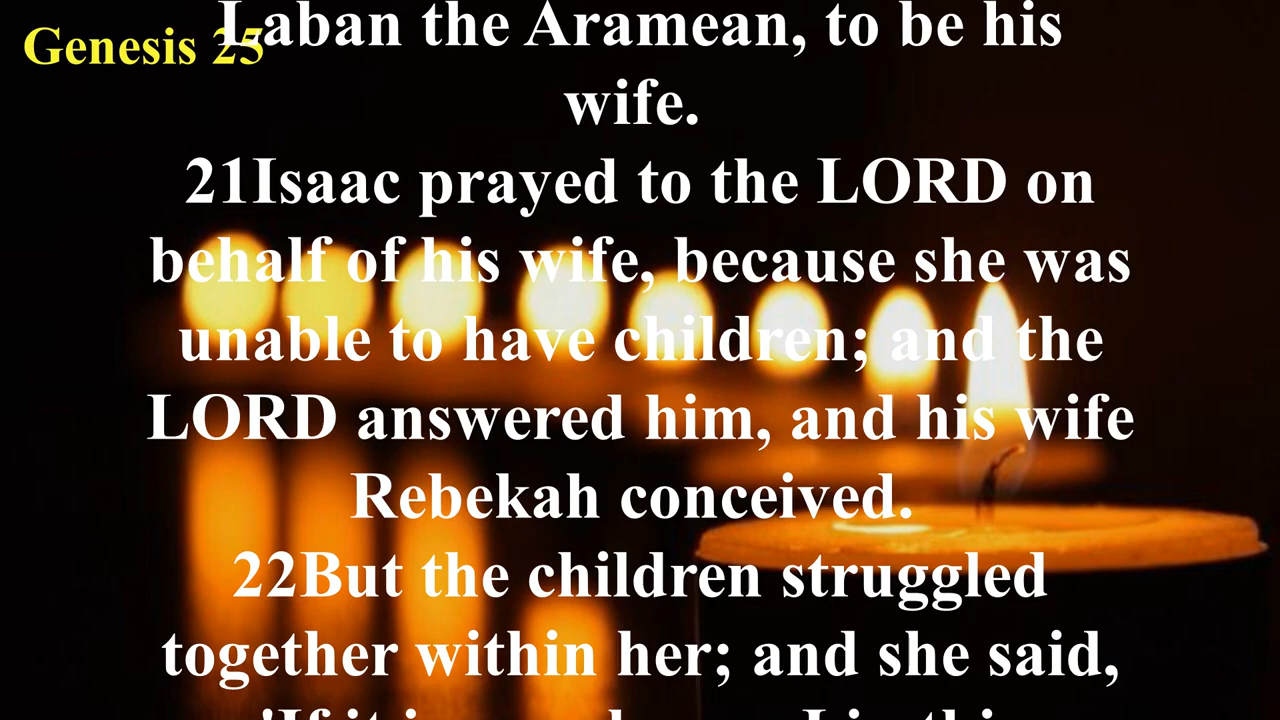 Genesis 25
Laban the Aramean, to be his
wife.
21Isaac prayed to the LORD on
behalf of his wife, because she was
unable to have children; and the
LORD answered him, and his wife
Rebekah conceived.
22But the children struggled
together within her; and she said,